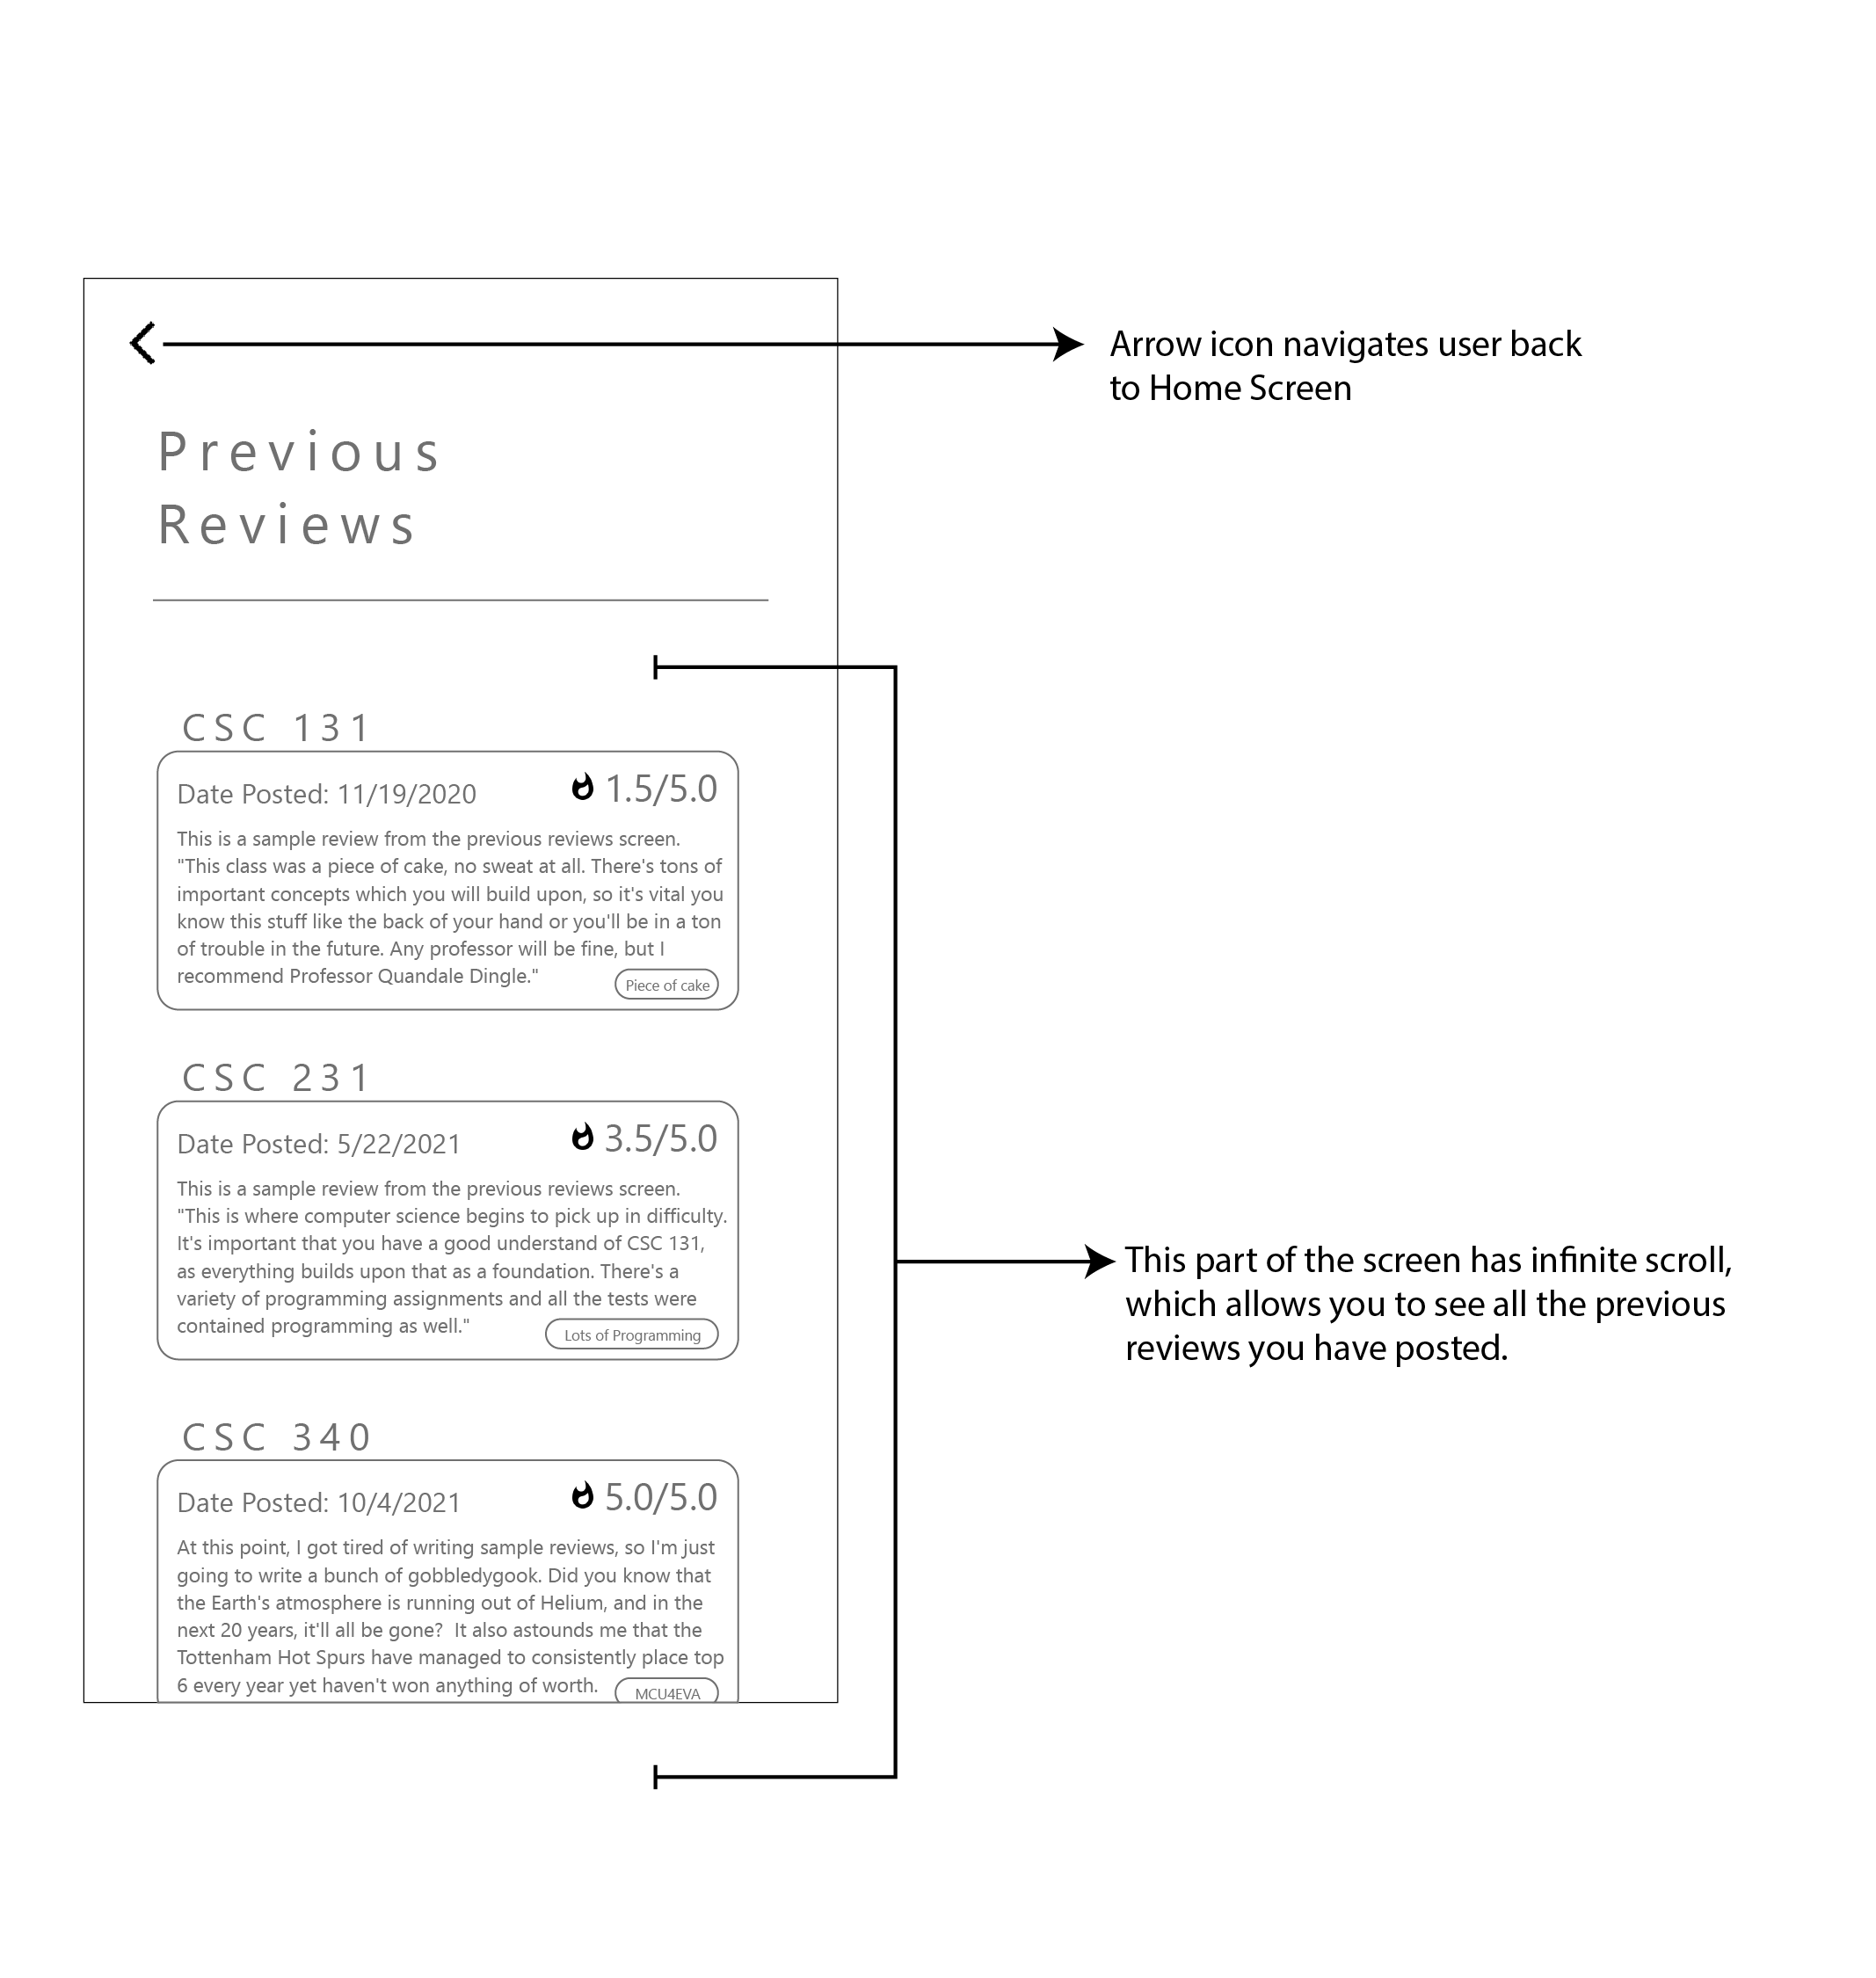 Arrow icon navigates user back
to Home Screen
Previous
Reviews
CSC 131
Date Posted: 11/19/2020
1.5/5.0
This is a sample review from the previous reviews screen.
"This class was a piece of cake, no sweat at all. There's tons of
important concepts which you will build upon, so it's vital you
know this stuff like the back of your hand or you'll be in a ton
of trouble in the future. Any professor will be fine, but I
recommend Professor Quandale Dingle."
Piece of cake
CSC 231
Date Posted: 5/22/2021
3.5/5.0
This is a sample review from the previous reviews screen.
"This is where computer science begins to pick up in difficulty.
It's important that you have a good understand of CSC 131,
as everything builds upon that as a foundation. There's a
variety of programming assignments and all the tests were
contained programming as well."
Lots of Programming
This part of the screen has infinite scroll,
which allows you to see all the previous
reviews you have posted.
CSC 340
Date Posted: 10/4/2021
5.0/5.0
At this point, I got tired of writing sample reviews, so I'm just
going to write a bunch of gobbledygook. Did you know that
the Earth's atmosphere is running out of Helium, and in the
next 20 years, it'll all be gone?  It also astounds me that the
Tottenham Hot Spurs have managed to consistently place top
6 every year yet haven't won anything of worth.
MCU4EVA